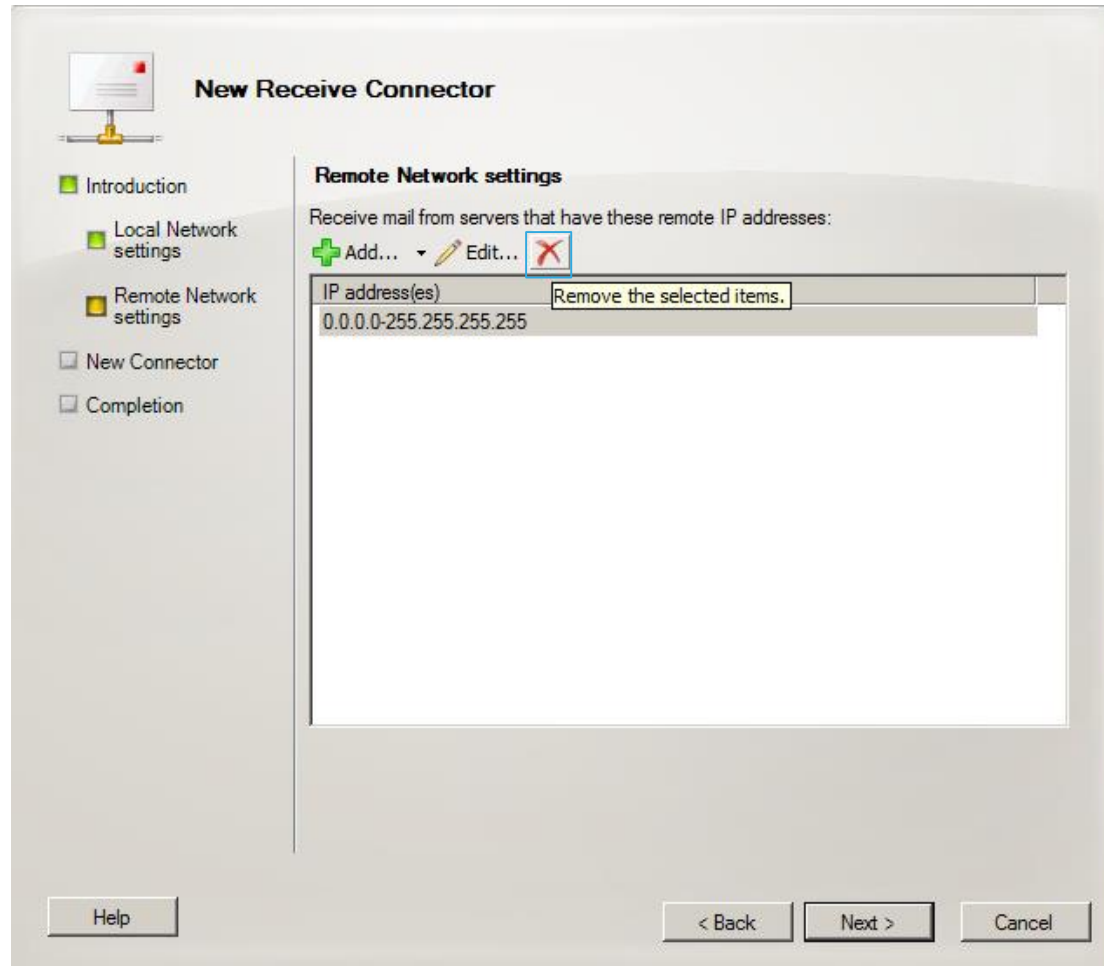 New Receive Connector
Introduction
Local Network
settings
Remote Network
settings
New Connector
Completion
Remote Network settings
Receive mail from servers that have these remote IP addresses:
Add... Edit...
IP address(es)
Remove the selected items.
0.0.0.0-255.255.255.255
Help
< Back
Next >
Cancel